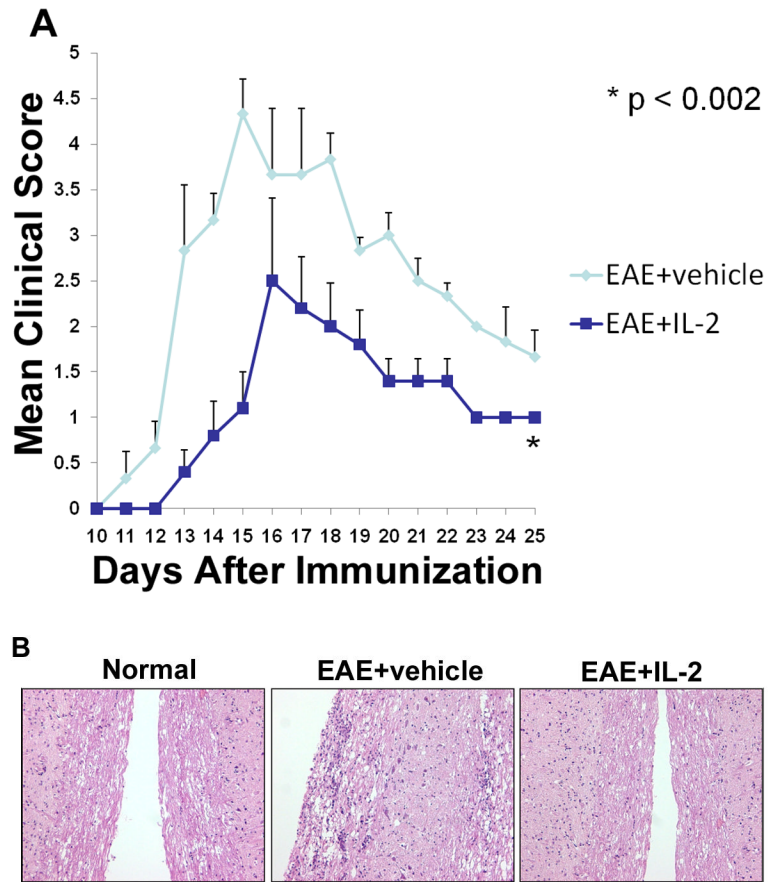 A
5
4.5
4
3.5
3
2.5
2
1.5
1
0.5
0
Mean Clinical Score
* p < 0.002
EAE+vehicle
EAE+IL-2
*
10 11 12 13 14 15 16 17 18 19 20 21 22 23 24 25
Days After Immunization
B
Normal EAE+vehicle EAE+IL-2